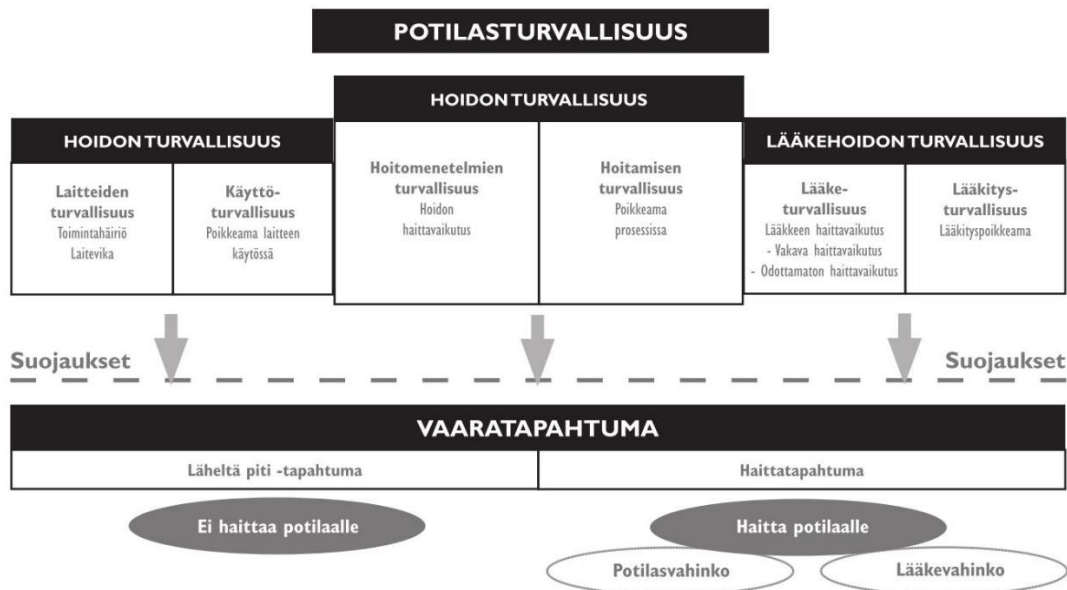 POTILASTURVALLISUUS
HOIDON TURVALLISUUS
HOIDON TURVALLISUUS
LÄÄKEHOIDON TURVALLISUUS
Laitteiden
turvallisuus
Toimintahäiriö
Laitevika
Käyttö-
turvallisuus
Poikkeama laitteen
käytössä
Hoitomenetelmien
turvallisuus
Hoidon
haittavaikutus
Hoitamisen
turvallisuus
Poikkeama
prosessissa
Lääke-
turvallisuus
Lääkkeen haittavaikutus
- Vakava haittavaikutus
- Odottamaton haittavaikutus
Lääkitys-
turvallisuus
Lääkityspoikkeama
Suojaukset
Suojaukset
VAARATAPAHTUMA
Läheltä piti -tapahtuma
Haittatapahtuma
Ei haittaa potilaalle
Haitta potilaalle
Potilasvahinko
Lääkevahinko